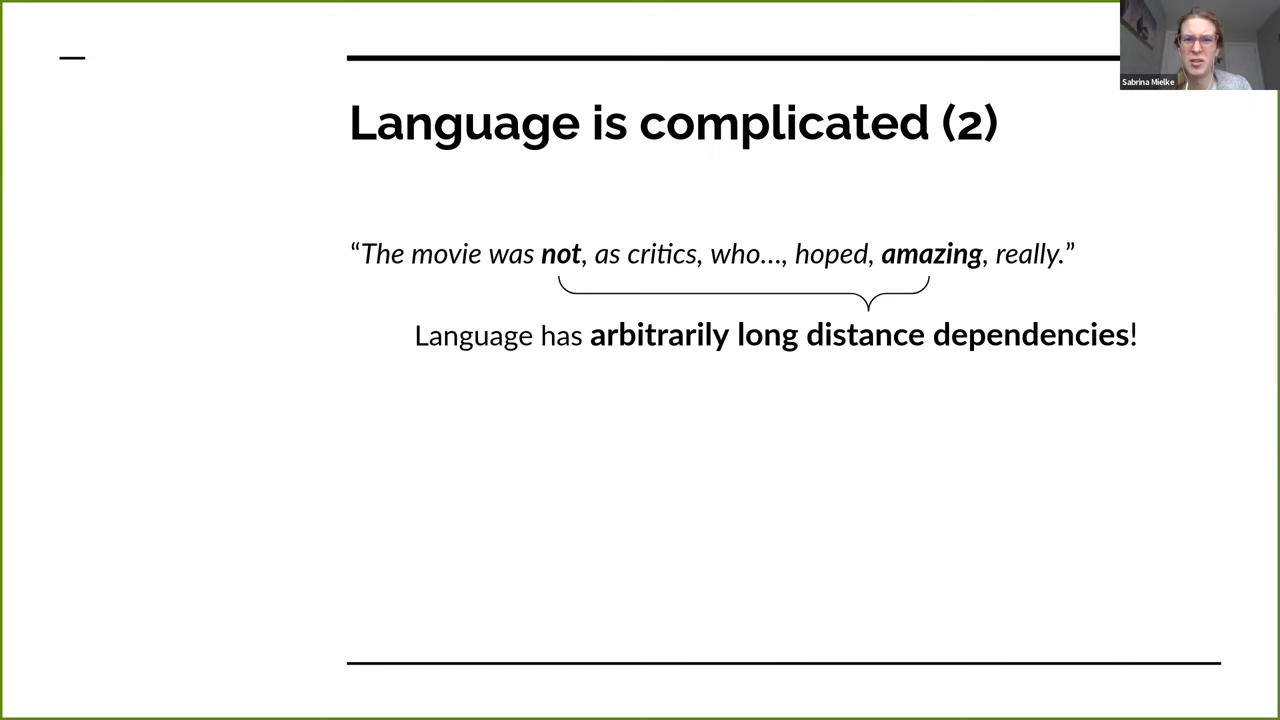 Sabrina Mielke
Language is complicated (2)
“The movie was not, as critics, who…, hoped, amazing, really.”
Language has arbitrarily long distance dependencies!